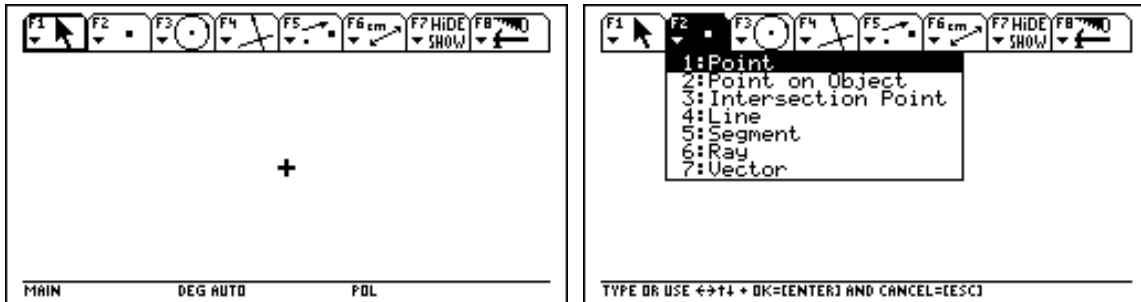 F1 F2 F3 F4 F5 F6 cm F7 HiDE SHOW F8
MAIN DEG AUTO POL
F1 F2 F3 F4 F5 F6 cm F7 HiDE SHOW F8
1:Point
2:Point on Object
3:Intersection Point
4:Line
5:Segment
6:Ray
7:Vector
TYPE OR USE ←→↑↓ + OK=[ENTER] AND CANCEL=[ESC]